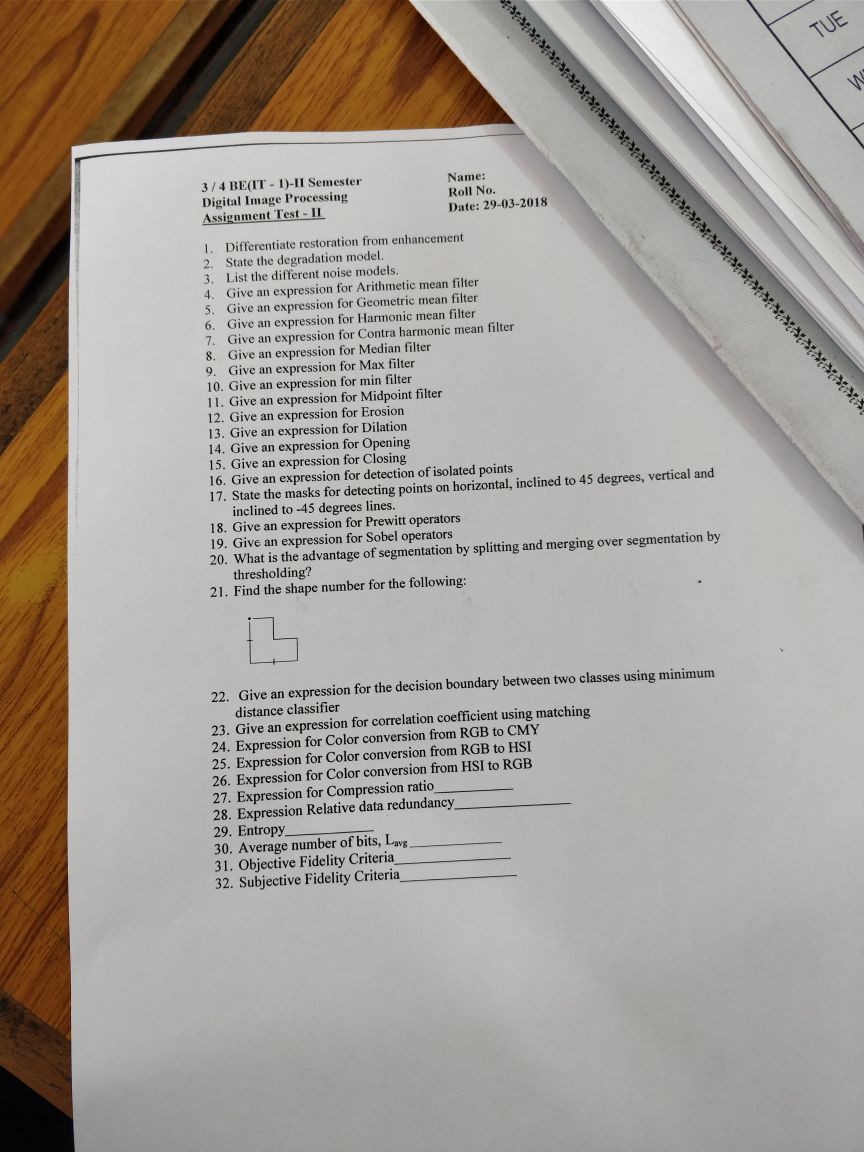 TUE
3 / 4 BE(IT - 1)-II Semester
Digital Image Processing
Assignment Test - II
Name:
Roll No.
Date: 29-03-2018
1. Differentiate restoration from enhancement
2. State the degradation model.
3. List the different noise models.
4. Give an expression for Arithmetic mean filter
5. Give an expression for Geometric mean filter
6. Give an expression for Harmonic mean filter
7. Give an expression for Contra harmonic mean filter
8. Give an expression for Median filter
9. Give an expression for Max filter
10. Give an expression for min filter
11. Give an expression for Midpoint filter
12. Give an expression for Erosion
13. Give an expression for Dilation
14. Give an expression for Opening
15. Give an expression for Closing
16. Give an expression for detection of isolated points
17. State the masks for detecting points on horizontal, inclined to 45 degrees, vertical and
inclined to -45 degrees lines.
18. Give an expression for Prewitt operators
19. Give an expression for Sobel operators
20. What is the advantage of segmentation by splitting and merging over segmentation by
thresholding?
21. Find the shape number for the following:
22. Give an expression for the decision boundary between two classes using minimum
distance classifier
23. Give an expression for correlation coefficient using matching
24. Expression for Color conversion from RGB to CMY
25. Expression for Color conversion from RGB to HSI
26. Expression for Color conversion from HSI to RGB
27. Expression for Compression ratio
28. Expression Relative data redundancy
29. Entropy
30. Average number of bits, Lavg
31. Objective Fidelity Criteria
32. Subjective Fidelity Criteria